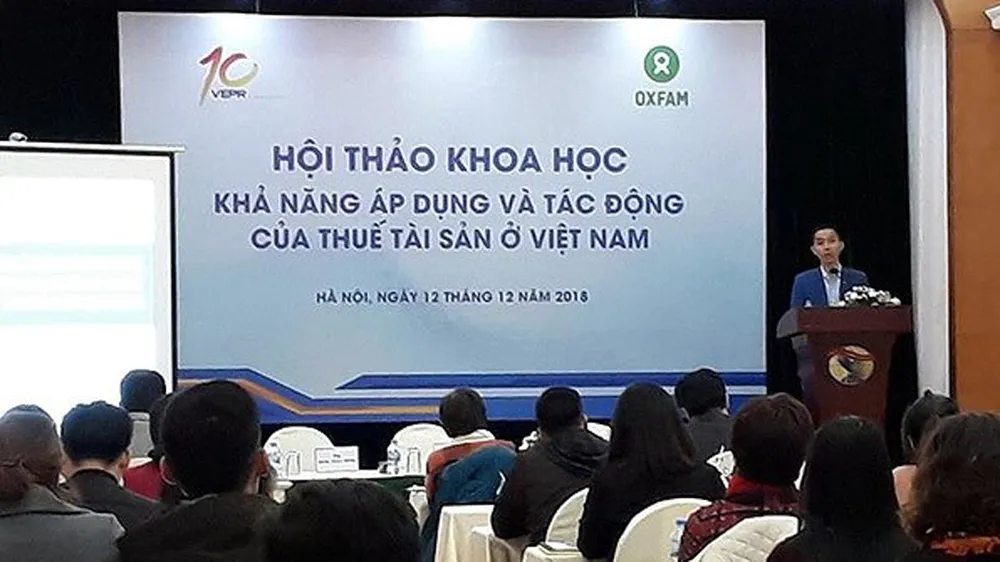 10
VEPR
OXFAM
HỘI THẢO KHOA HỌC
KHẢ NĂNG ÁP DỤNG VÀ TÁC ĐỘNG
CỦA THUẾ TÀI SẢN Ở VIỆT NAM
HÀ NỘI, NGÀY 12 THÁNG 12 NĂM 2018